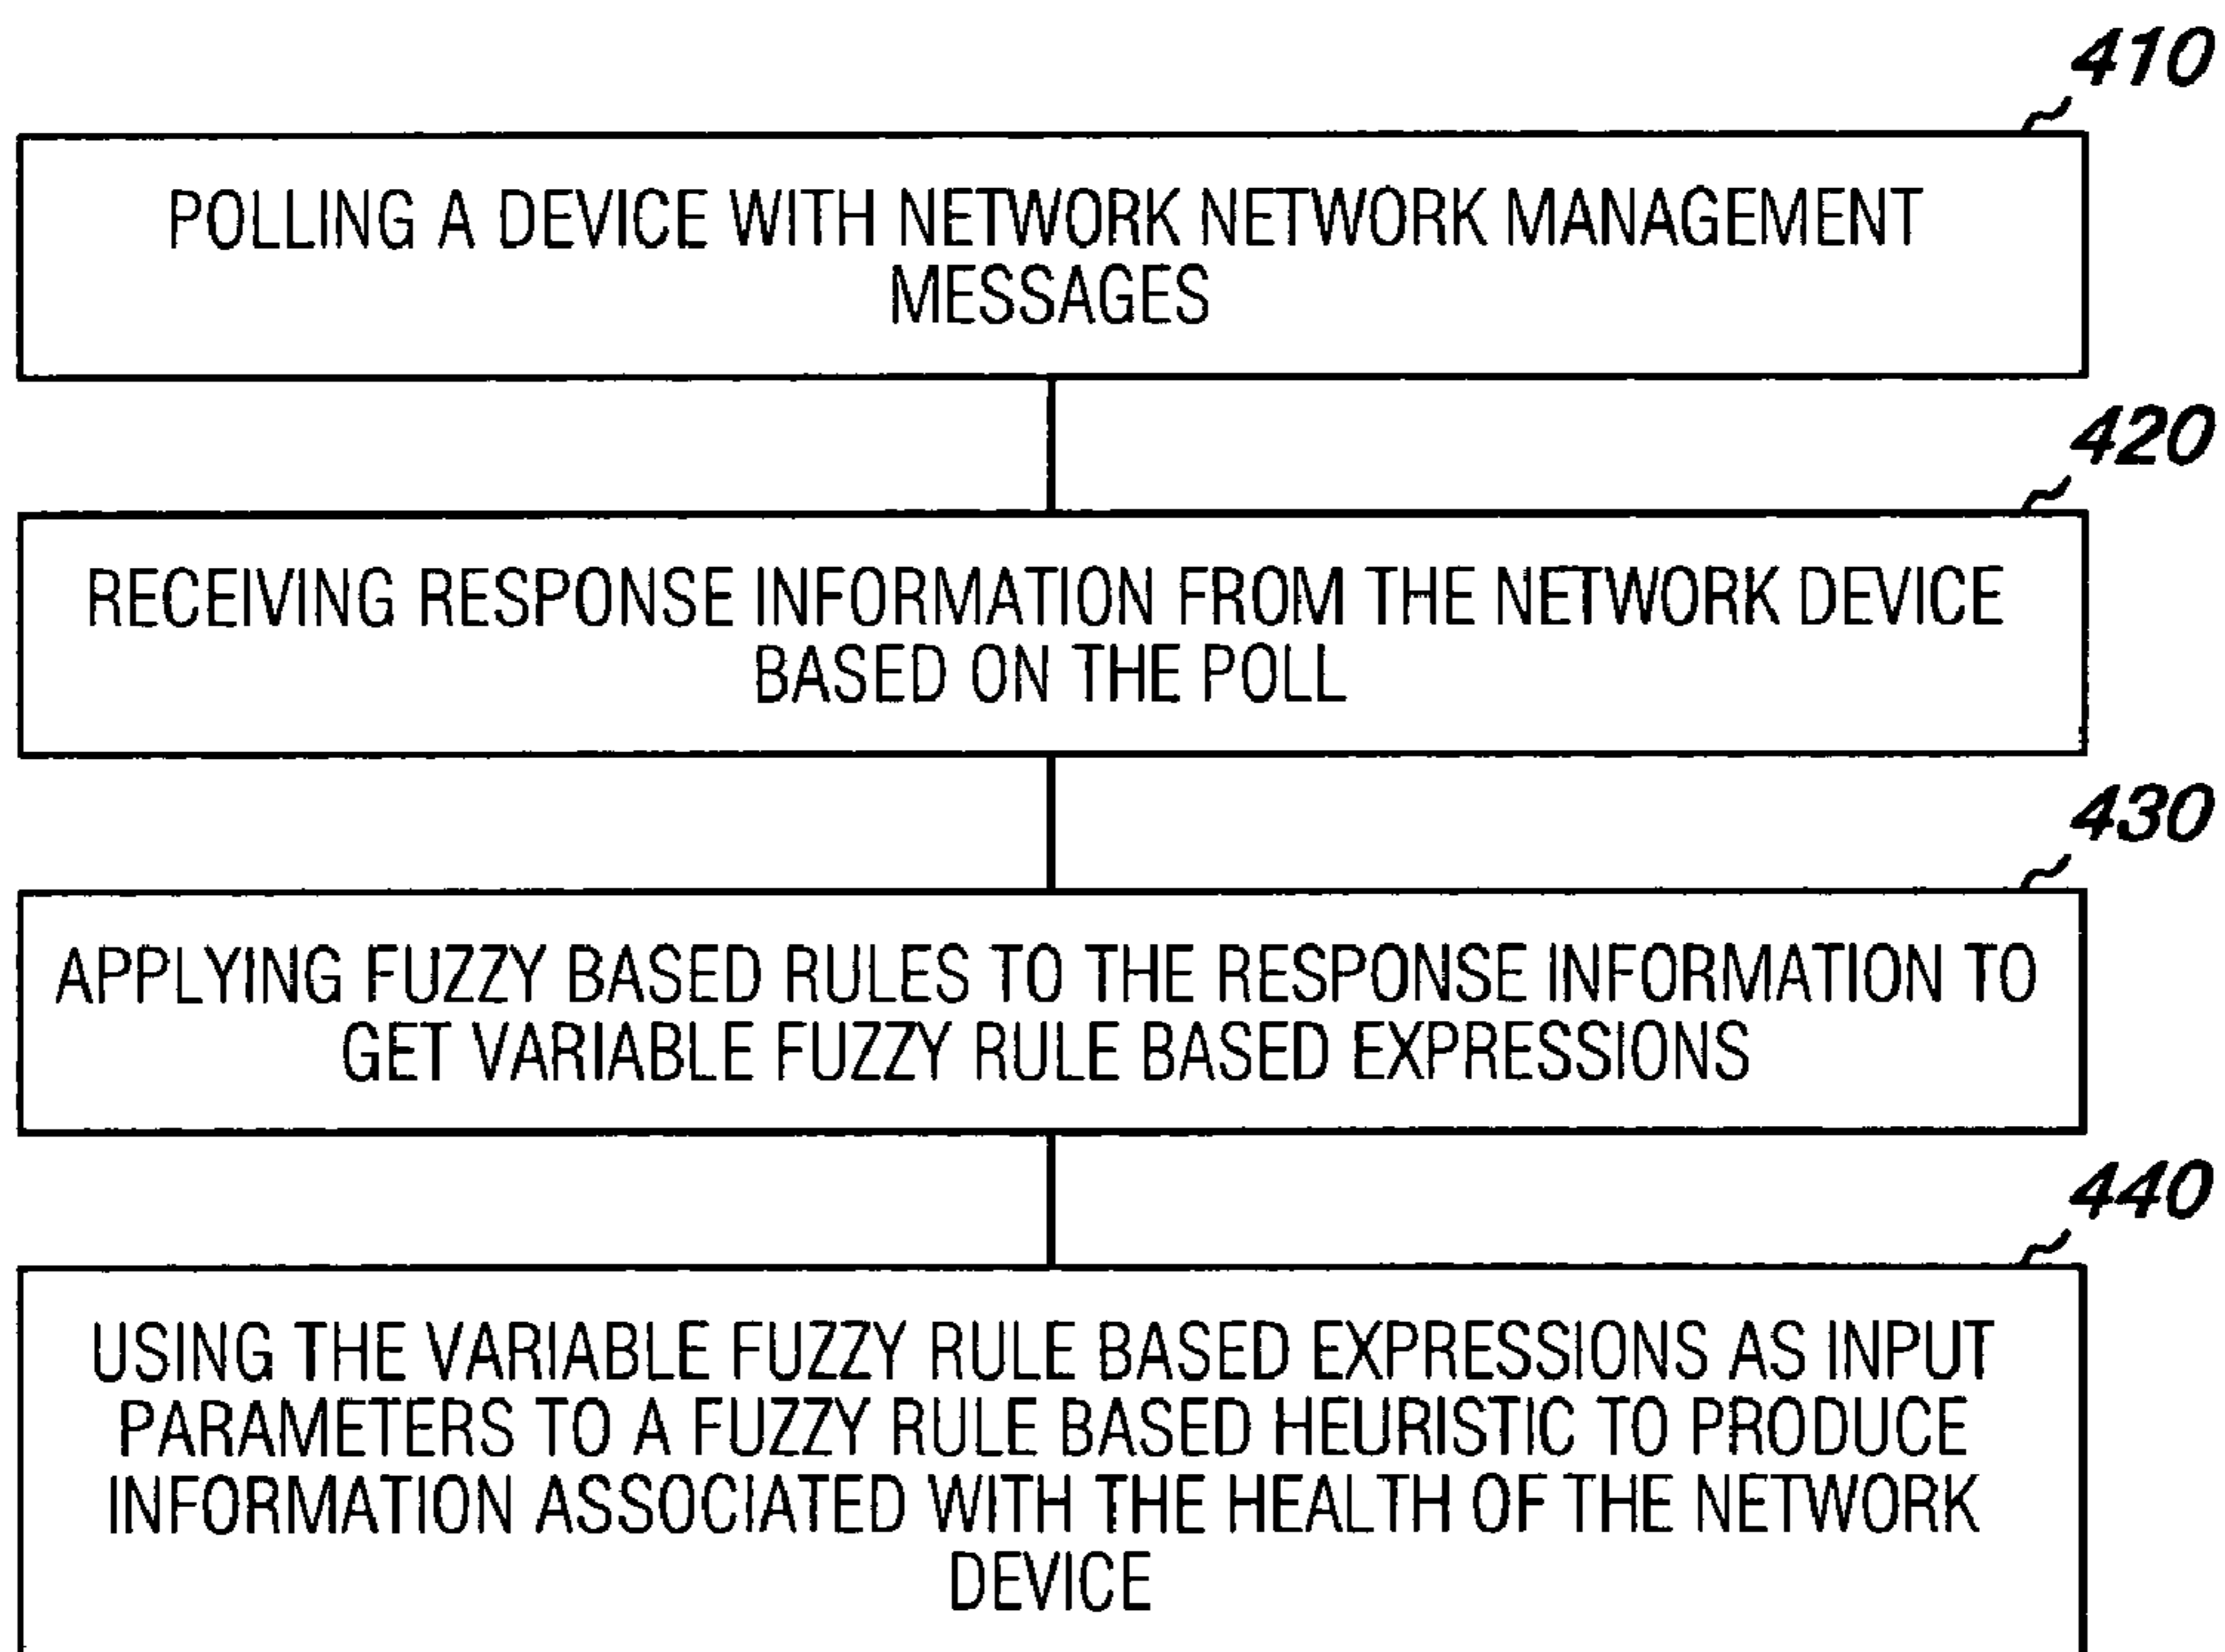 410
POLLING A DEVICE WITH NETWORK NETWORK MANAGEMENT
MESSAGES
420
RECEIVING RESPONSE INFORMATION FROM THE NETWORK DEVICE
BASED ON THE POLL
430
APPLYING FUZZY BASED RULES TO THE RESPONSE INFORMATION TO
GET VARIABLE FUZZY RULE BASED EXPRESSIONS
440
USING THE VARIABLE FUZZY RULE BASED EXPRESSIONS AS INPUT
PARAMETERS TO A FUZZY RULE BASED HEURISTIC TO PRODUCE
INFORMATION ASSOCIATED WITH THE HEALTH OF THE NETWORK
DEVICE